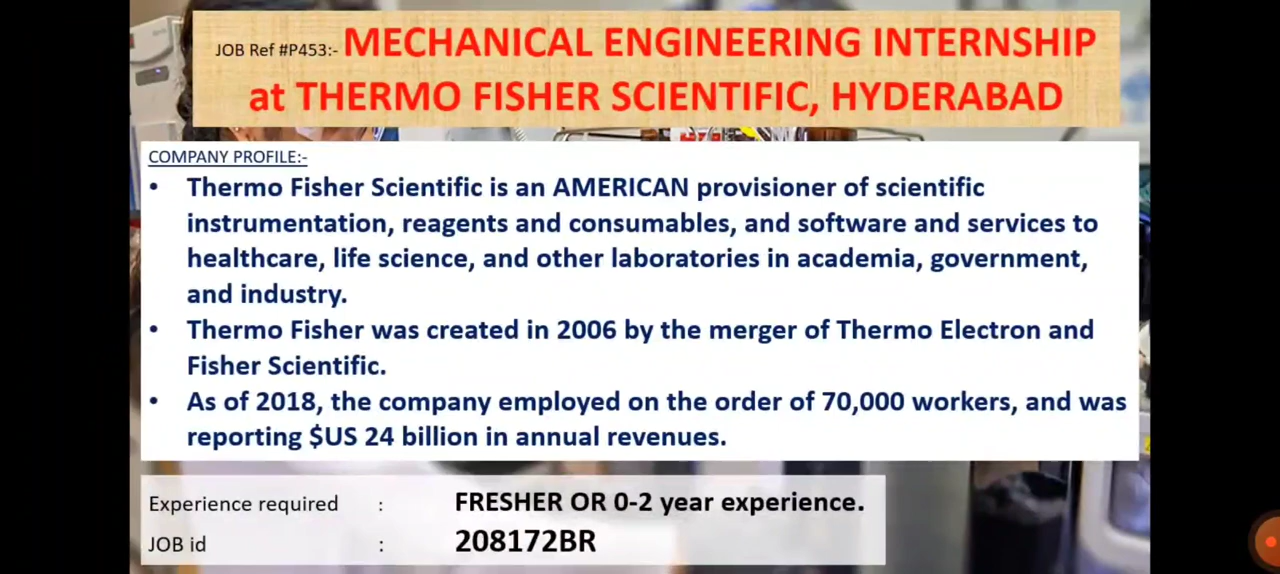 JOB Ref #P453:- MECHANICAL ENGINEERING INTERNSHIP
at THERMO FISHER SCIENTIFIC, HYDERABAD
COMPANY PROFILE:-
• Thermo Fisher Scientific is an AMERICAN provisioner of scientific
instrumentation, reagents and consumables, and software and services to
healthcare, life science, and other laboratories in academia, government,
and industry.
• Thermo Fisher was created in 2006 by the merger of Thermo Electron and
Fisher Scientific.
• As of 2018, the company employed on the order of 70,000 workers, and was
reporting $US 24 billion in annual revenues.
Experience required : FRESHER OR 0-2 year experience.
JOB id : 208172BR